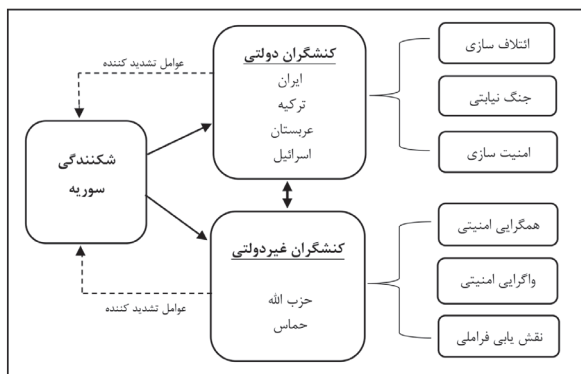 کنشگران دولتی
ایران
ترکیه
عربستان
اسرائیل
ائتلاف سازی
جنگ نیابتی
امنیت سازی
عوامل تشدید کننده
شکنندگی
سوریه
کنشگران غیردولتی
حزب الله
حماس
همگرایی امنیتی
واگرایی امنیتی
نقش یابی فراملی
عوامل تشدید کننده